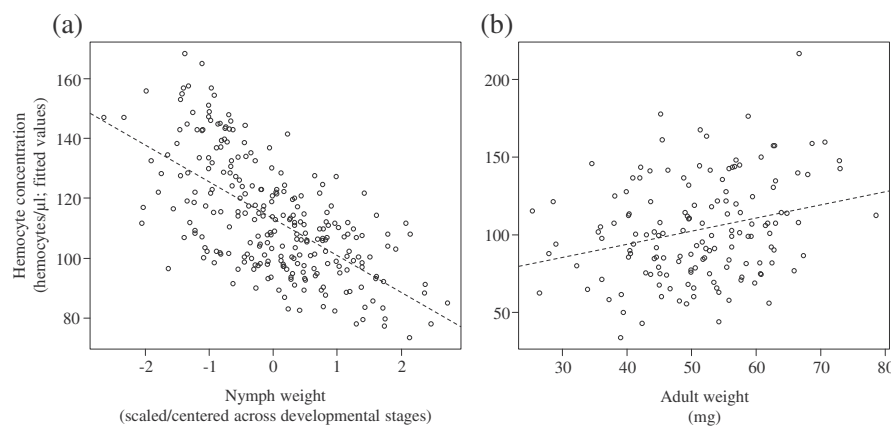 (a)
(b)
Hemocyte concentration
(hemocytes/µl; fitted values)
160
140
120
100
80
-2
-1
0
1
2
Nymph weight
(scaled/centered across developmental stages)
200
150
100
50
30
40
50
60
70
80
Adult weight
(mg)